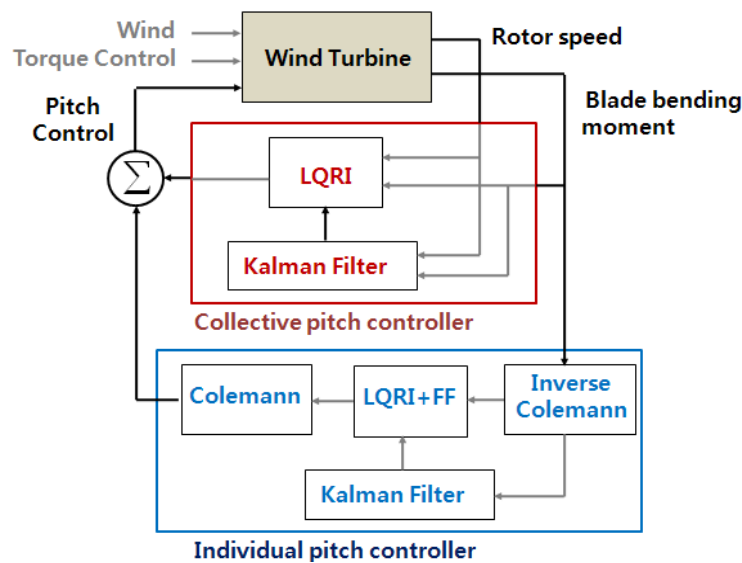 Wind
Torque Control
Wind Turbine
Rotor speed
Pitch
Control
Blade bending
moment
Σ
LQRI
Kalman Filter
Collective pitch controller
Colemann
LQRI+FF
Inverse
Colemann
Kalman Filter
Individual pitch controller